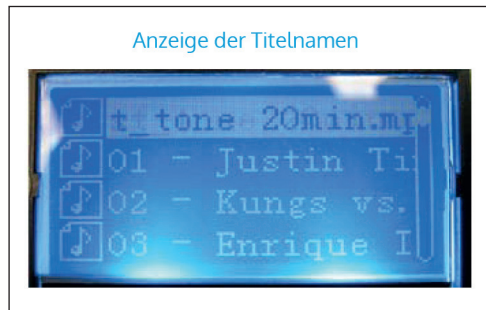 Anzeige der Titelnamen
t_tone 20min.mp
01 - Justin Ti
02 - Kungs vs.
03 - Enrique I